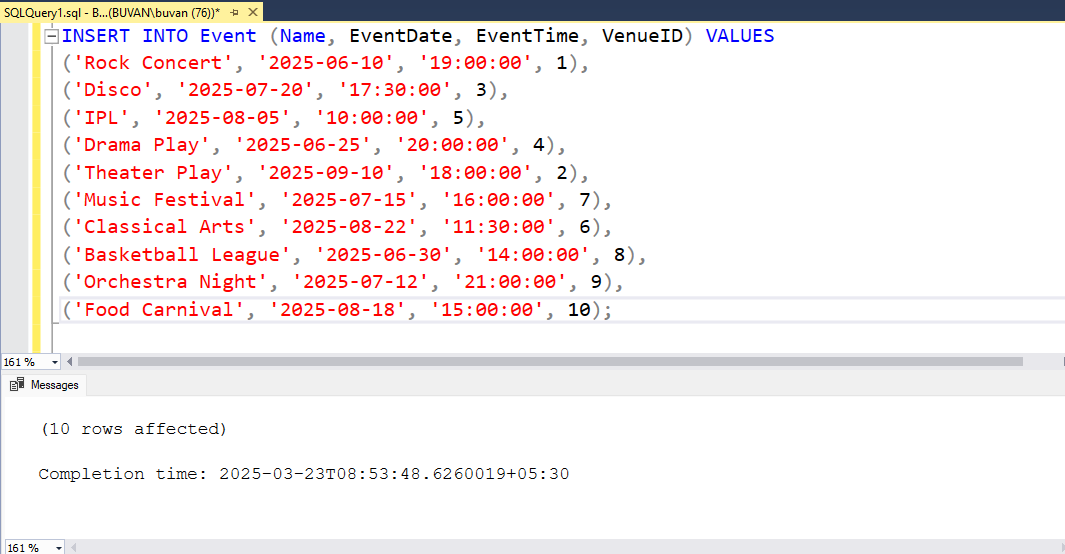 SQLQuery1.sql - B...(BUVAN\buvan (76))*
INSERT INTO Event (Name, EventDate, EventTime, VenueID) VALUES
('Rock Concert', '2025-06-10', '19:00:00', 1),
('Disco', '2025-07-20', '17:30:00', 3),
('IPL', '2025-08-05', '10:00:00', 5),
('Drama Play', '2025-06-25', '20:00:00', 4),
('Theater Play', '2025-09-10', '18:00:00', 2),
('Music Festival', '2025-07-15', '16:00:00', 7),
('Classical Arts', '2025-08-22', '11:30:00', 6),
('Basketball League', '2025-06-30', '14:00:00', 8),
('Orchestra Night', '2025-07-12', '21:00:00', 9),
('Food Carnival', '2025-08-18', '15:00:00', 10);
161 %
Messages
(10 rows affected)
Completion time: 2025-03-23T08:53:48.6260019+05:30
161 %